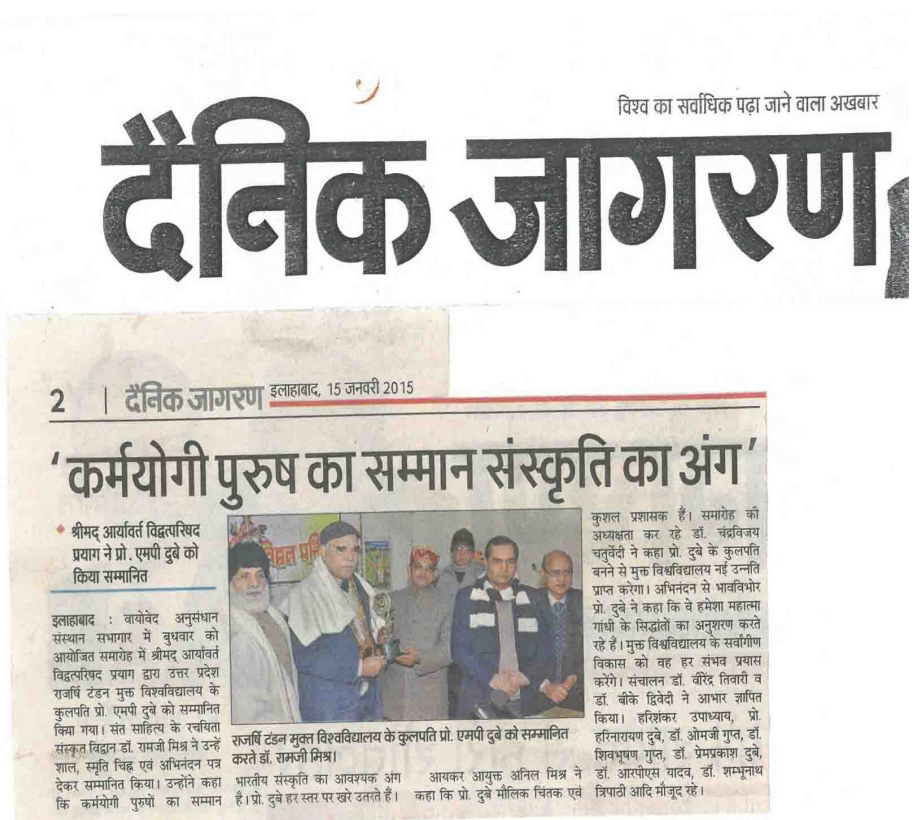 विश्व का सर्वाधिक पढ़ा जाने वाला अखबार
दैनिक जागरण
2 | दैनिक जागरण इलाहाबाद, 15 जनवरी 2015
‘कर्मयोगी पुरुष का सम्मान संस्कृति का अंग’
श्रीमद् आर्यावर्त विद्वत्परिषद
प्रयाग ने प्रो. एमपी दुबे को
किया सम्मानित
इलाहाबाद : वायोवेद अनुसंधान
संस्थान सभागार में बुधवार को
आयोजित समारोह में श्रीमद् आर्यावर्त
विद्वत्परिषद प्रयाग द्वारा उत्तर प्रदेश
राजर्षि टंडन मुक्त विश्वविद्यालय के
कुलपति प्रो. एमपी दुबे को सम्मानित
किया गया। संत साहित्य के रचयिता
संस्कृत विद्वान डॉ. रामजी मिश्र ने उन्हें
शाल, स्मृति चिह्न एवं अभिनंदन पत्र
देकर सम्मानित किया। उन्होंने कहा
कि कर्मयोगी पुरुषों का सम्मान
राजर्षि टंडन मुक्त विश्वविद्यालय के कुलपति प्रो. एमपी दुबे को सम्मानित
करते डॉ. रामजी मिश्र।
भारतीय संस्कृति का आवश्यक अंग
है। प्रो. दुबे हर स्तर पर खरे उतरते हैं।
आयकर आयुक्त अनिल मिश्र ने
कहा कि प्रो. दुबे मौलिक चिंतक एवं
कुशल प्रशासक हैं। समारोह की
अध्यक्षता कर रहे डॉ. चंद्रविजय
चतुर्वेदी ने कहा प्रो. दुबे के कुलपति
बनने से मुक्त विश्वविद्यालय नई उन्नति
प्राप्त करेगा। अभिनंदन से भावविभोर
प्रो. दुबे ने कहा कि वे हमेशा महात्मा
गांधी के सिद्धांतों का अनुशरण करते
रहे हैं। मुक्त विश्वविद्यालय के सर्वांगीण
विकास को वह हर संभव प्रयास
करेंगे। संचालन डॉ. वीरेंद्र तिवारी व
डॉ. बीके द्विवेदी ने आभार ज्ञापित
किया। हरिशंकर उपाध्याय, प्रो.
हरिनारायण दुबे, डॉ. ओमजी गुप्त, डॉ.
शिवभूषण गुप्त, डॉ. प्रेमप्रकाश दुबे,
डॉ. आरपीएस यादव, डॉ. शम्भूनाथ
त्रिपाठी आदि मौजूद रहे।